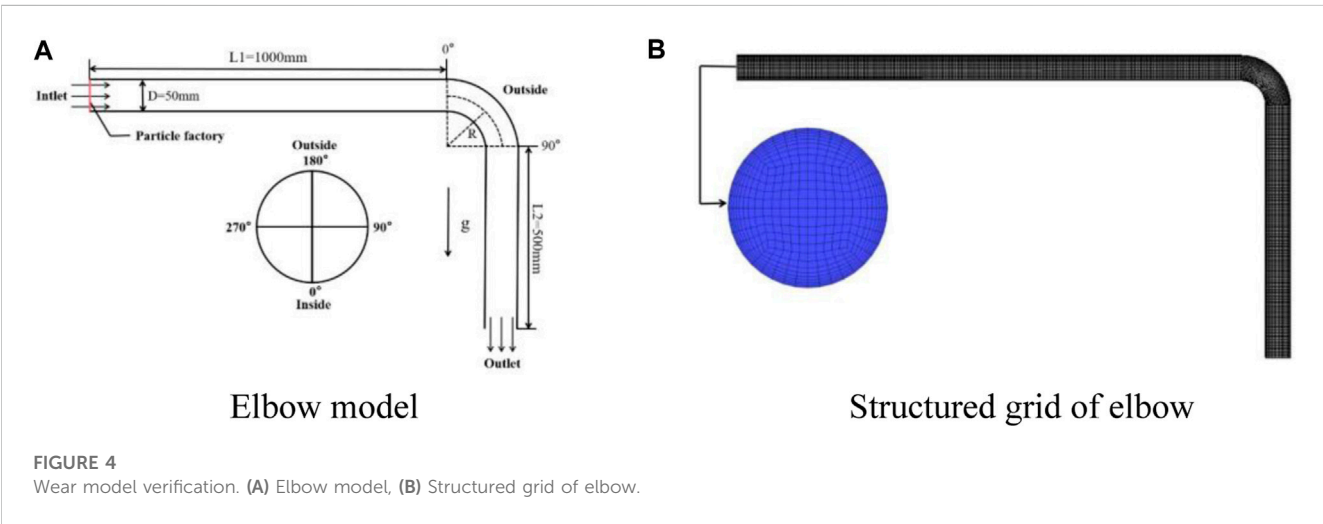 A
L1=1000mm
0°
Intlet
D=50mm
Outside
Particle factory
R
90°
Outside
180°
270°
90°
0°
Inside
g
L2=500mm
Outlet
Elbow model
B
Structured grid of elbow
FIGURE 4
Wear model verification. (A) Elbow model, (B) Structured grid of elbow.